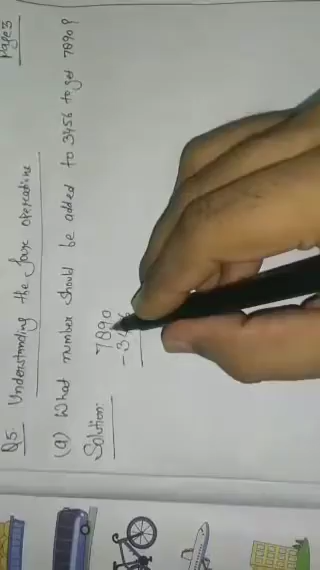 Page 3
Q5. Understanding the four operations
(a) What number should be added to 3456 to get 7890?
Solution:
7890
-3